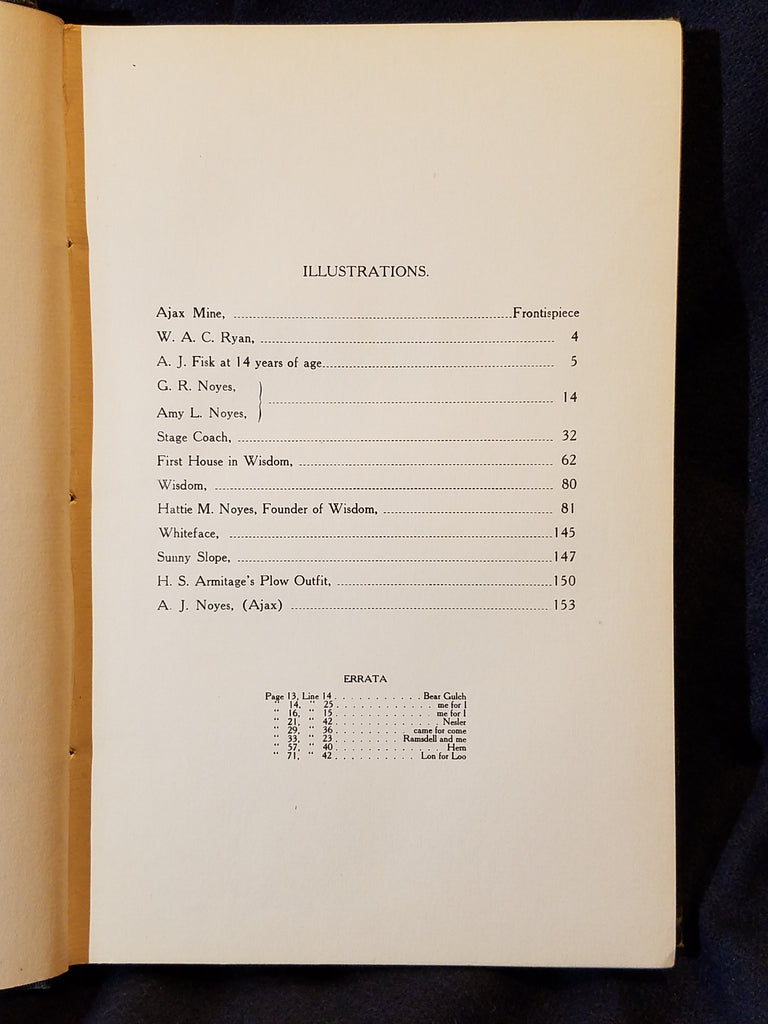 ILLUSTRATIONS.
Ajax Mine, Frontispiece
W. A. C. Ryan, 4
A. J. Fisk at 14 years of age 5
G. R. Noyes,
Amy L. Noyes, 14
Stage Coach, 32
First House in Wisdom, 62
Wisdom, 80
Hattie M. Noyes, Founder of Wisdom, 81
Whiteface, 145
Sunny Slope, 147
H. S. Armitage's Plow Outfit, 150
A. J. Noyes, (Ajax) 153
ERRATA
Page 13, Line 14 . . . . . . . . . . . Bear Gulch
" 14, " 25 . . . . . . . . . . . . me for I
" 16, " 15 . . . . . . . . . . . . me for I
" 21, " 42 . . . . . . . . . . . . . Nesler
" 29, " 36 . . . . . . . . . came for come
" 33, " 23 . . . . . . . . Ramsdell and me
" 57, " 40 . . . . . . . . . . . . . Hem
" 71, " 42 . . . . . . . . . . Lon for Loo